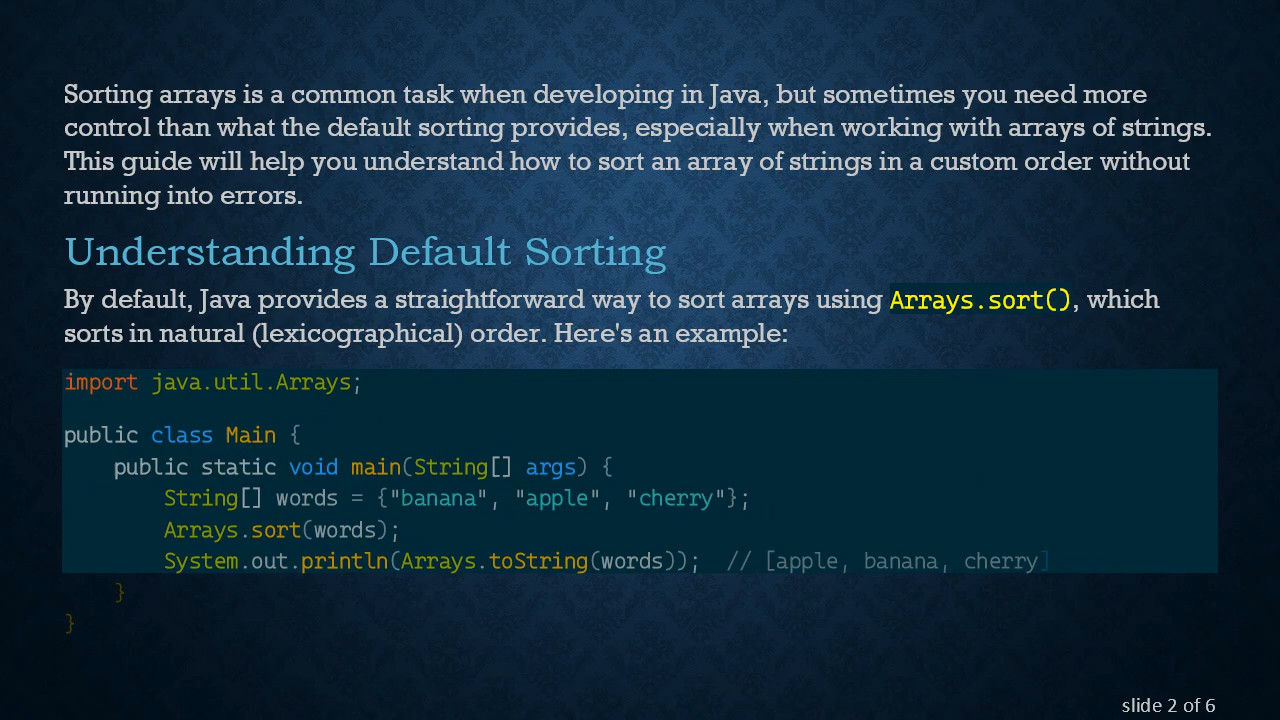 Sorting arrays is a common task when developing in Java, but sometimes you need more
control than what the default sorting provides, especially when working with arrays of strings.
This guide will help you understand how to sort an array of strings in a custom order without
running into errors.
Understanding Default Sorting
By default, Java provides a straightforward way to sort arrays using Arrays.sort(), which
sorts in natural (lexicographical) order. Here's an example:
import java.util.Arrays;
public class Main {
    public static void main(String[] args) {
        String[] words = {"banana", "apple", "cherry"};
        Arrays.sort(words);
        System.out.println(Arrays.toString(words));  // [apple, banana, cherry]
    }
}
slide 2 of 6